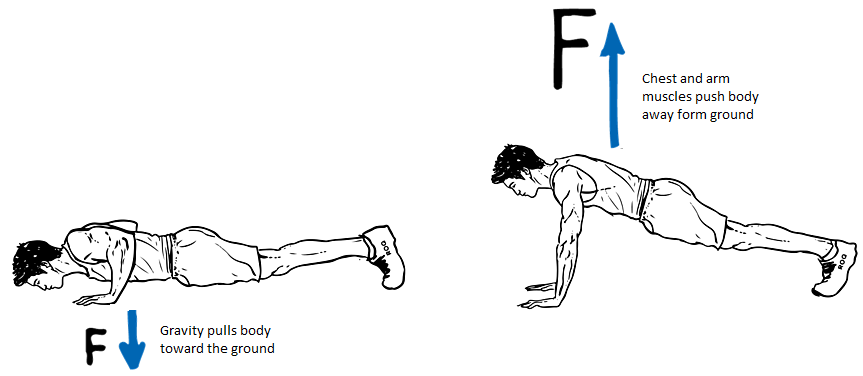 F
Chest and arm
muscles push body
away form ground
F
Gravity pulls body
toward the ground